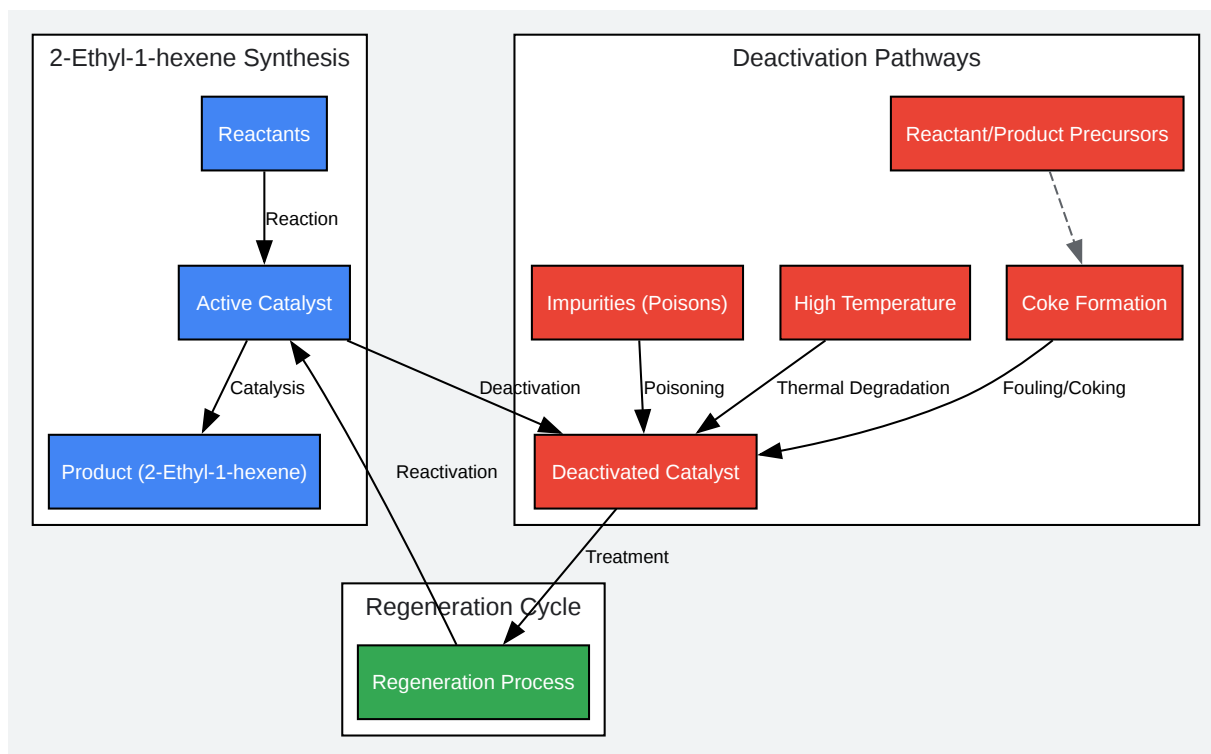 2-Ethyl-1-hexene Synthesis
Deactivation Pathways
Reactants
Reactant/Product Precursors
Reaction
Active Catalyst
Impurities (Poisons)
High Temperature
Coke Formation
Catalysis
Deactivation
Poisoning
Thermal Degradation
Fouling/Coking
Product (2-Ethyl-1-hexene)
Reactivation
Deactivated Catalyst
Treatment
Regeneration Cycle
Regeneration Process